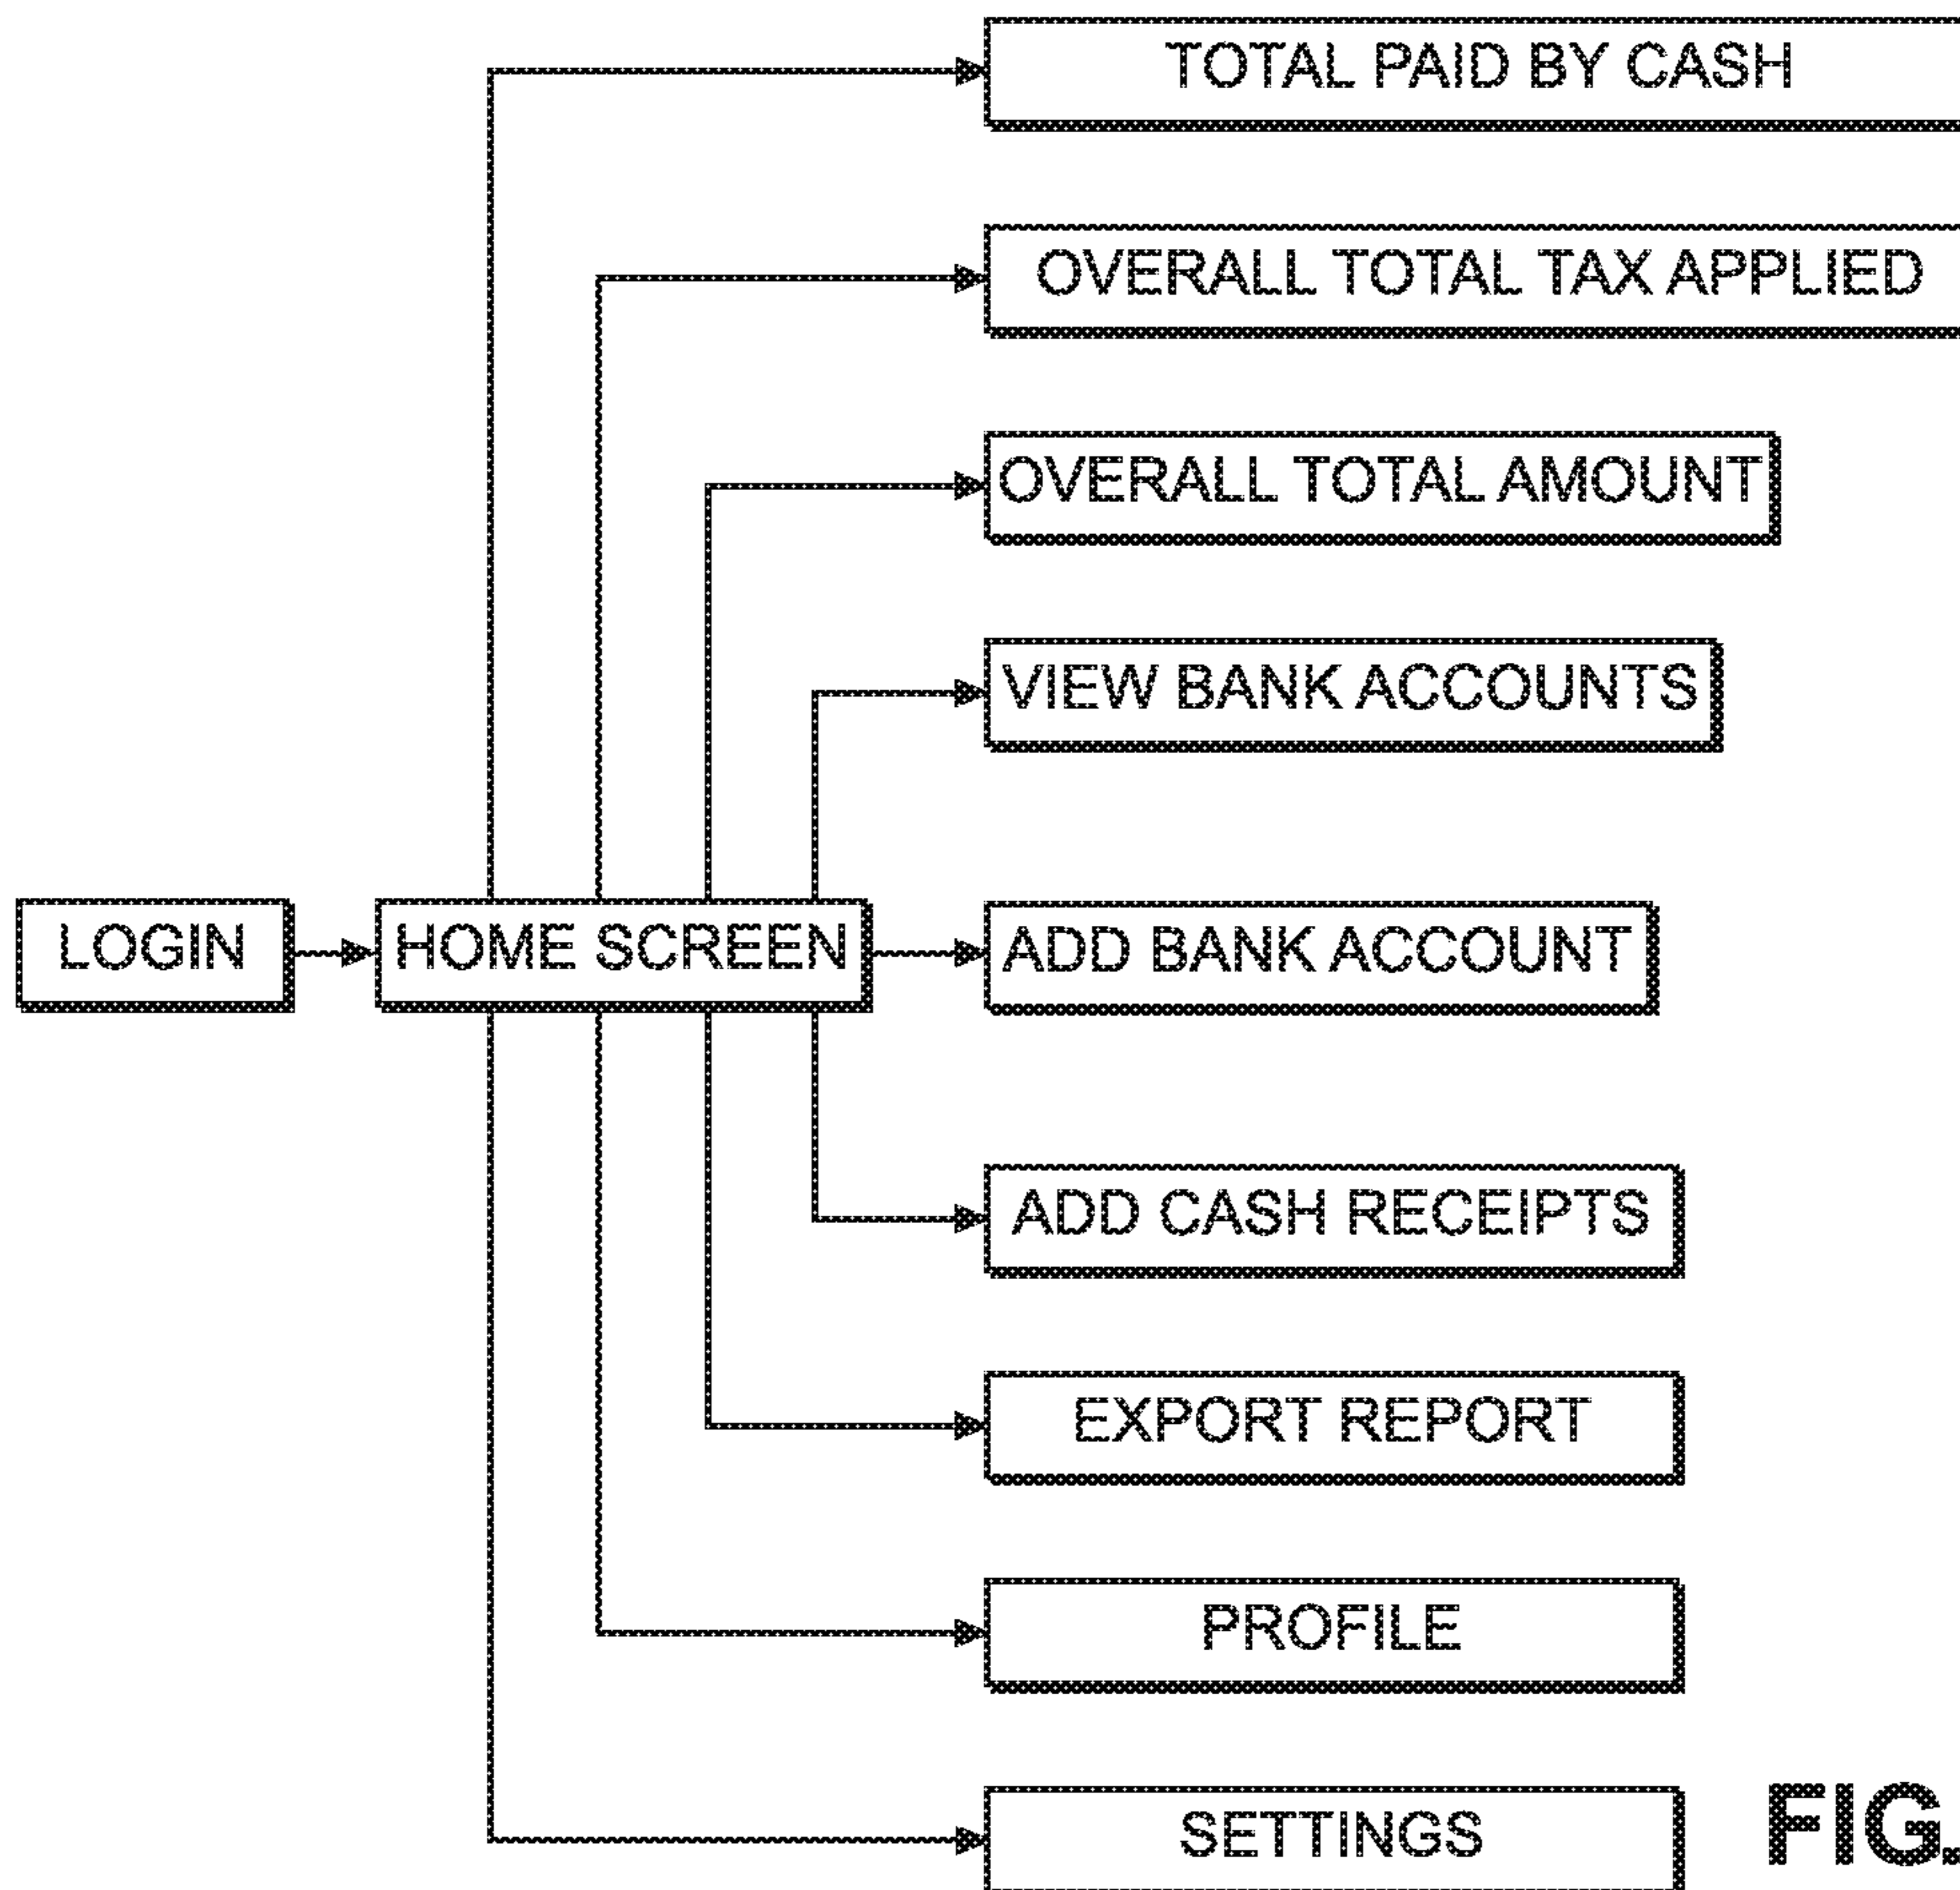 TOTAL PAID BY CASH
OVERALL TOTAL TAX APPLIED
OVERALL TOTAL AMOUNT
VIEW BANK ACCOUNTS
LOGIN
HOME SCREEN
ADD BANK ACCOUNT
ADD CASH RECEIPTS
EXPORT REPORT
PROFILE
SETTINGS
FIG.